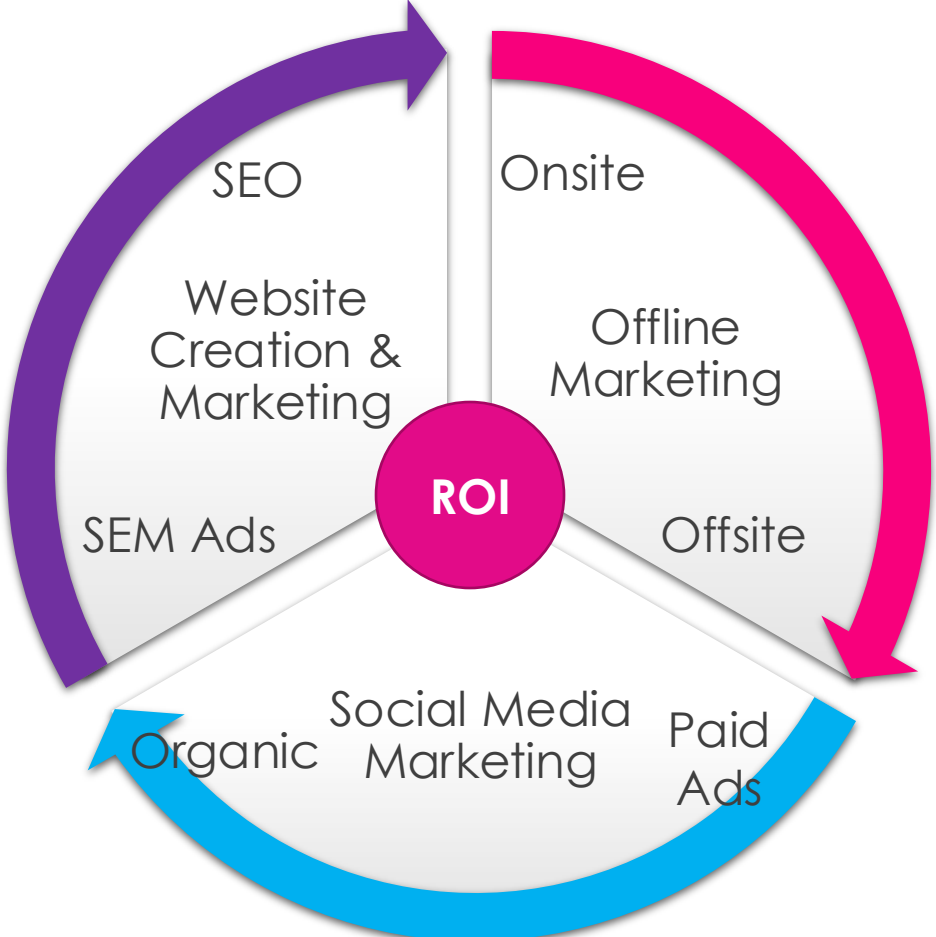 SEO
Website
Creation &
Marketing
SEM Ads
Onsite
Offline
Marketing
Offsite
ROI
Organic
Social Media
Marketing
Paid
Ads